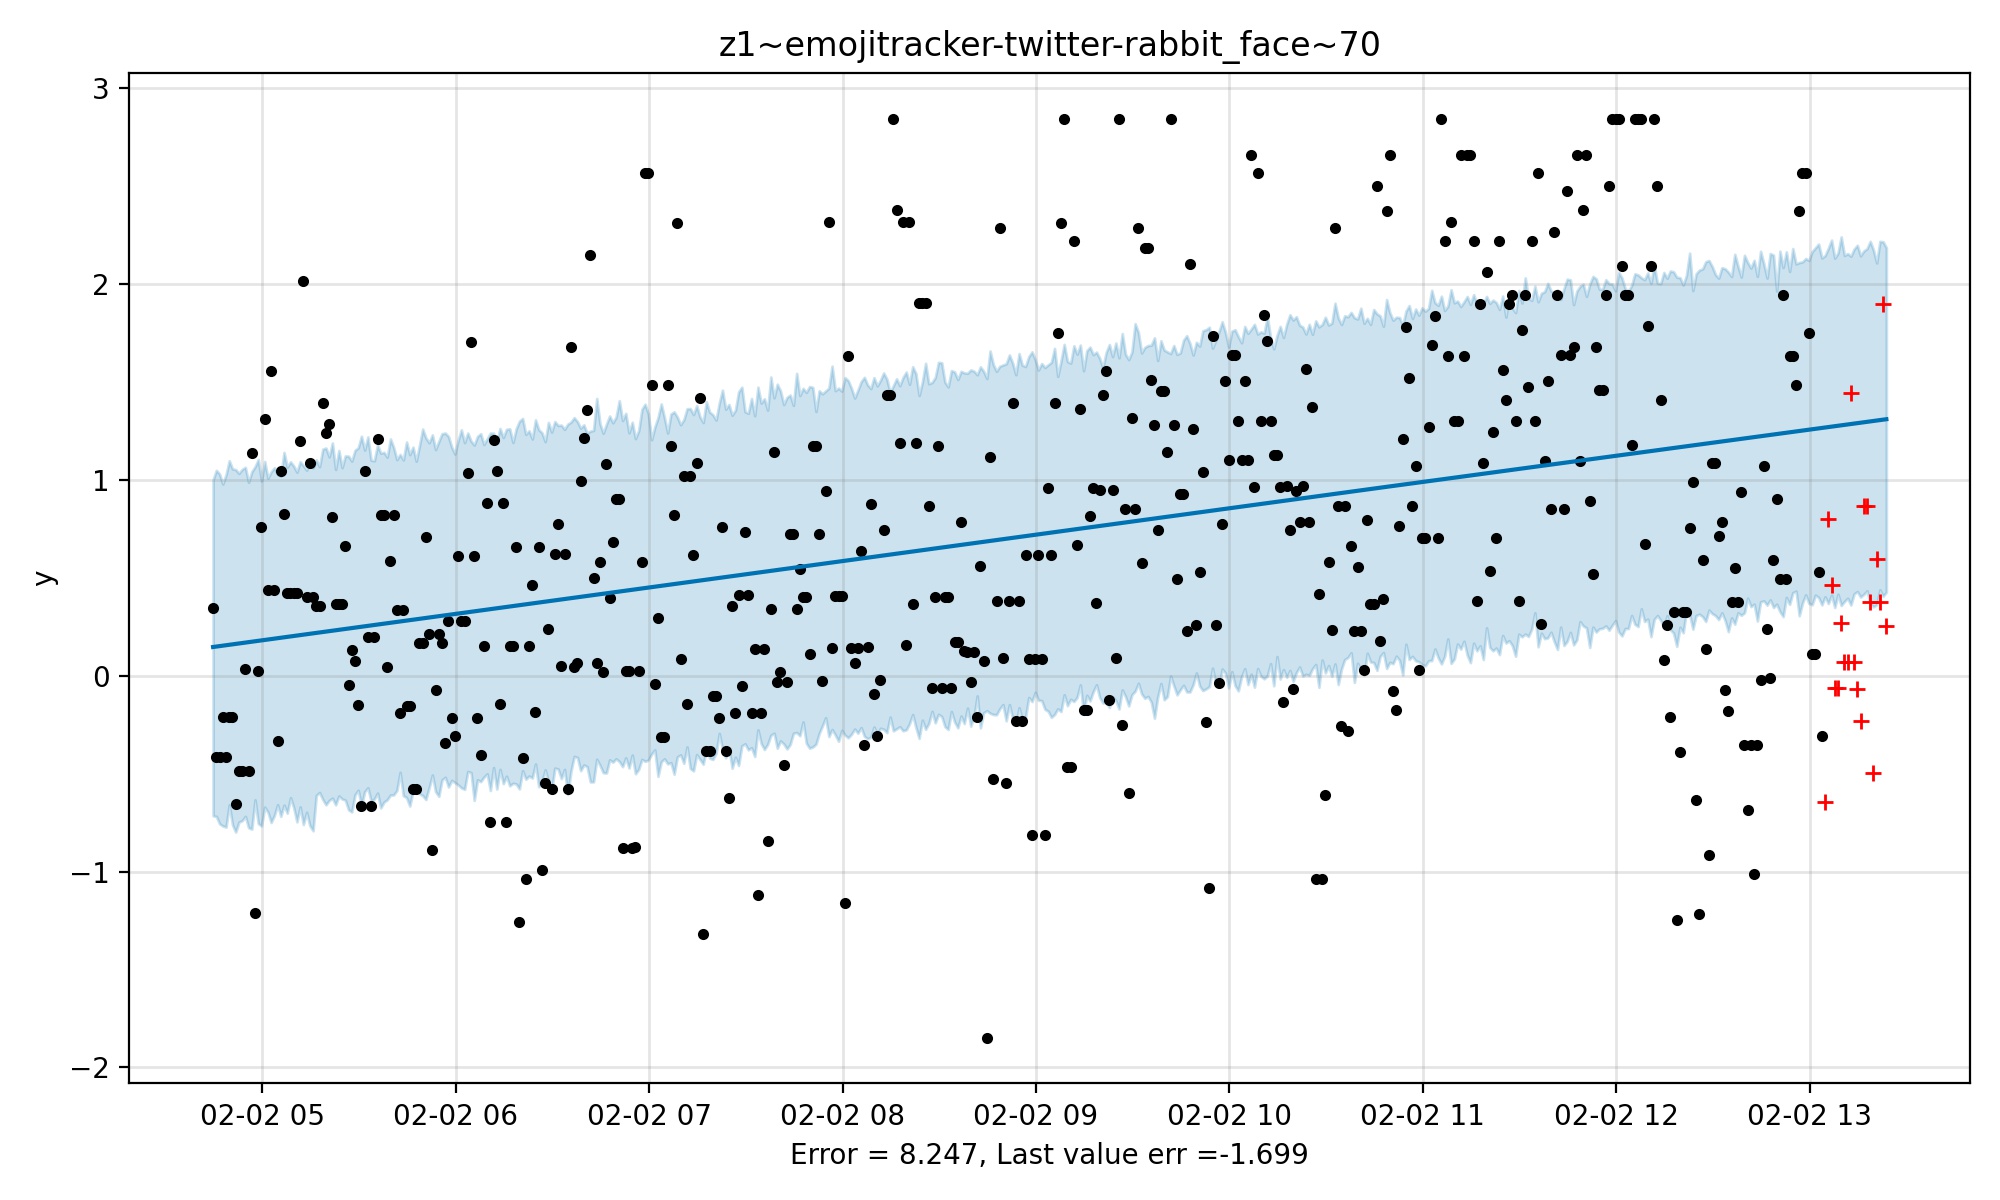 z1~emojitracker-twitter-rabbit_face~70
y
3
2
1
0
−1
−2
02-02 05 02-02 06 02-02 07 02-02 08 02-02 09 02-02 10 02-02 11 02-02 12 02-02 13
Error = 8.247, Last value err =-1.699